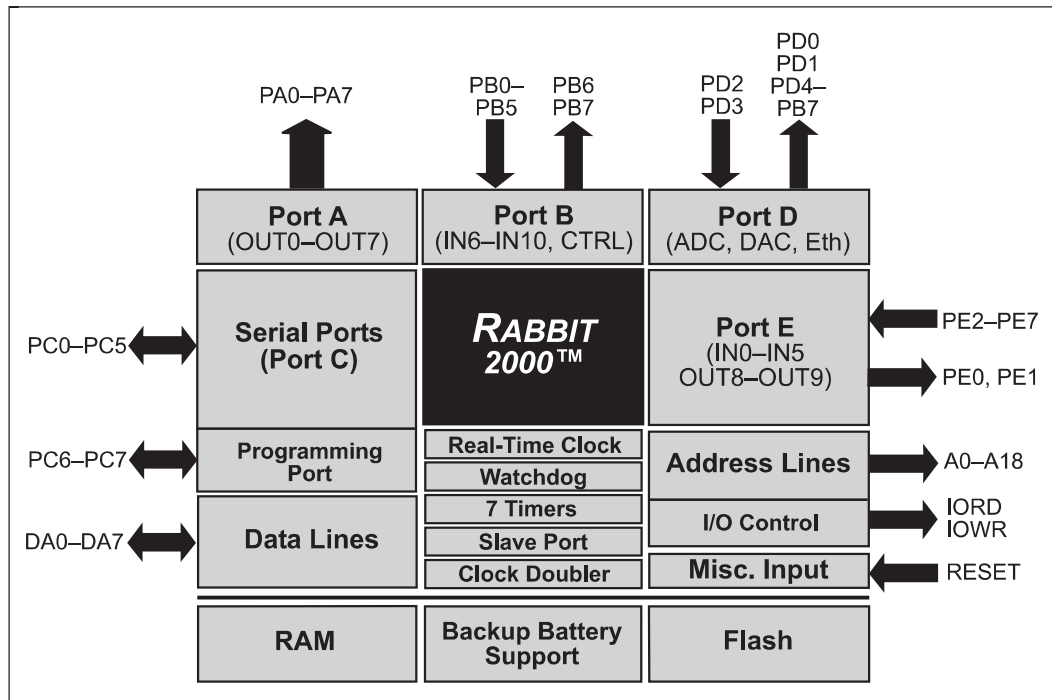 PA0–PA7
PB0–
PB5
PB6
PB7
PD2
PD3
PD0
PD1
PD4–
PB7
Port A
(OUT0–OUT7)
Port B
(IN6–IN10, CTRL)
Port D
(ADC, DAC, Eth)
PC0–PC5
Serial Ports
(Port C)
RABBIT
2000™
Port E
(IN0–IN5
OUT8–OUT9)
PE2–PE7
PE0, PE1
PC6–PC7
Programming
Port
Real-Time Clock
Watchdog
7 Timers
Slave Port
Clock Doubler
Address Lines
A0–A18
I/O Control
IORD
IOWR
DA0–DA7
Data Lines
Misc. Input
RESET
RAM
Backup Battery
Support
Flash